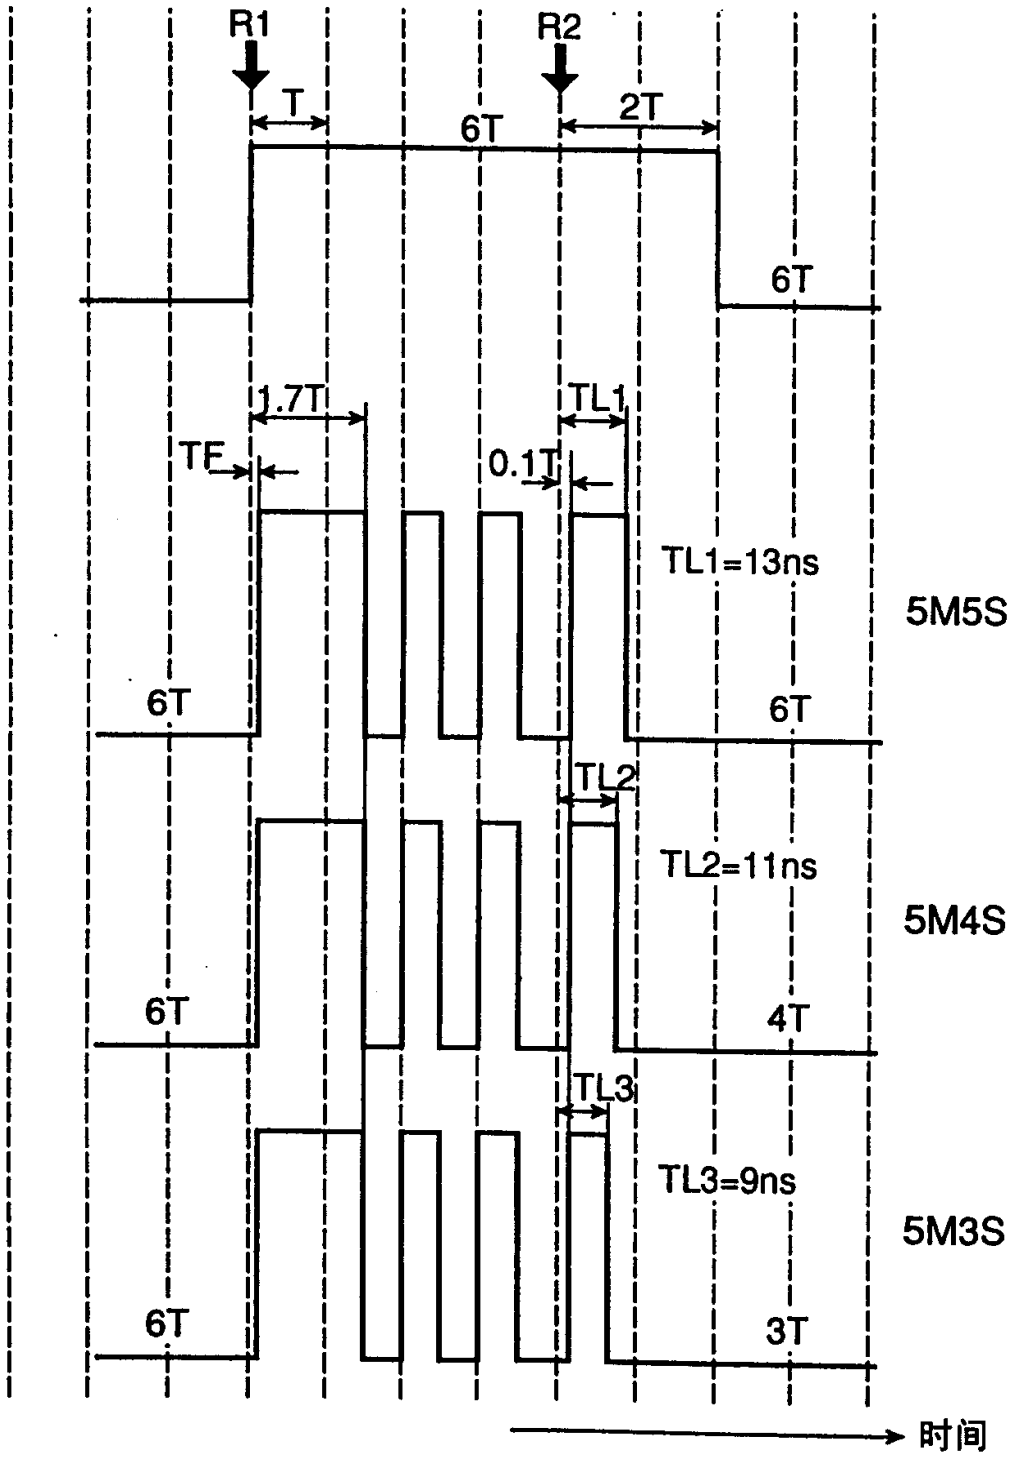 R1
R2
T
6T
2T
6T
1.7T
TL1
TF
0.1T
TL1=13ns
5M5S
6T
6T
TL2
TL2=11ns
5M4S
6T
4T
TL3
TL3=9ns
5M3S
6T
3T
时间